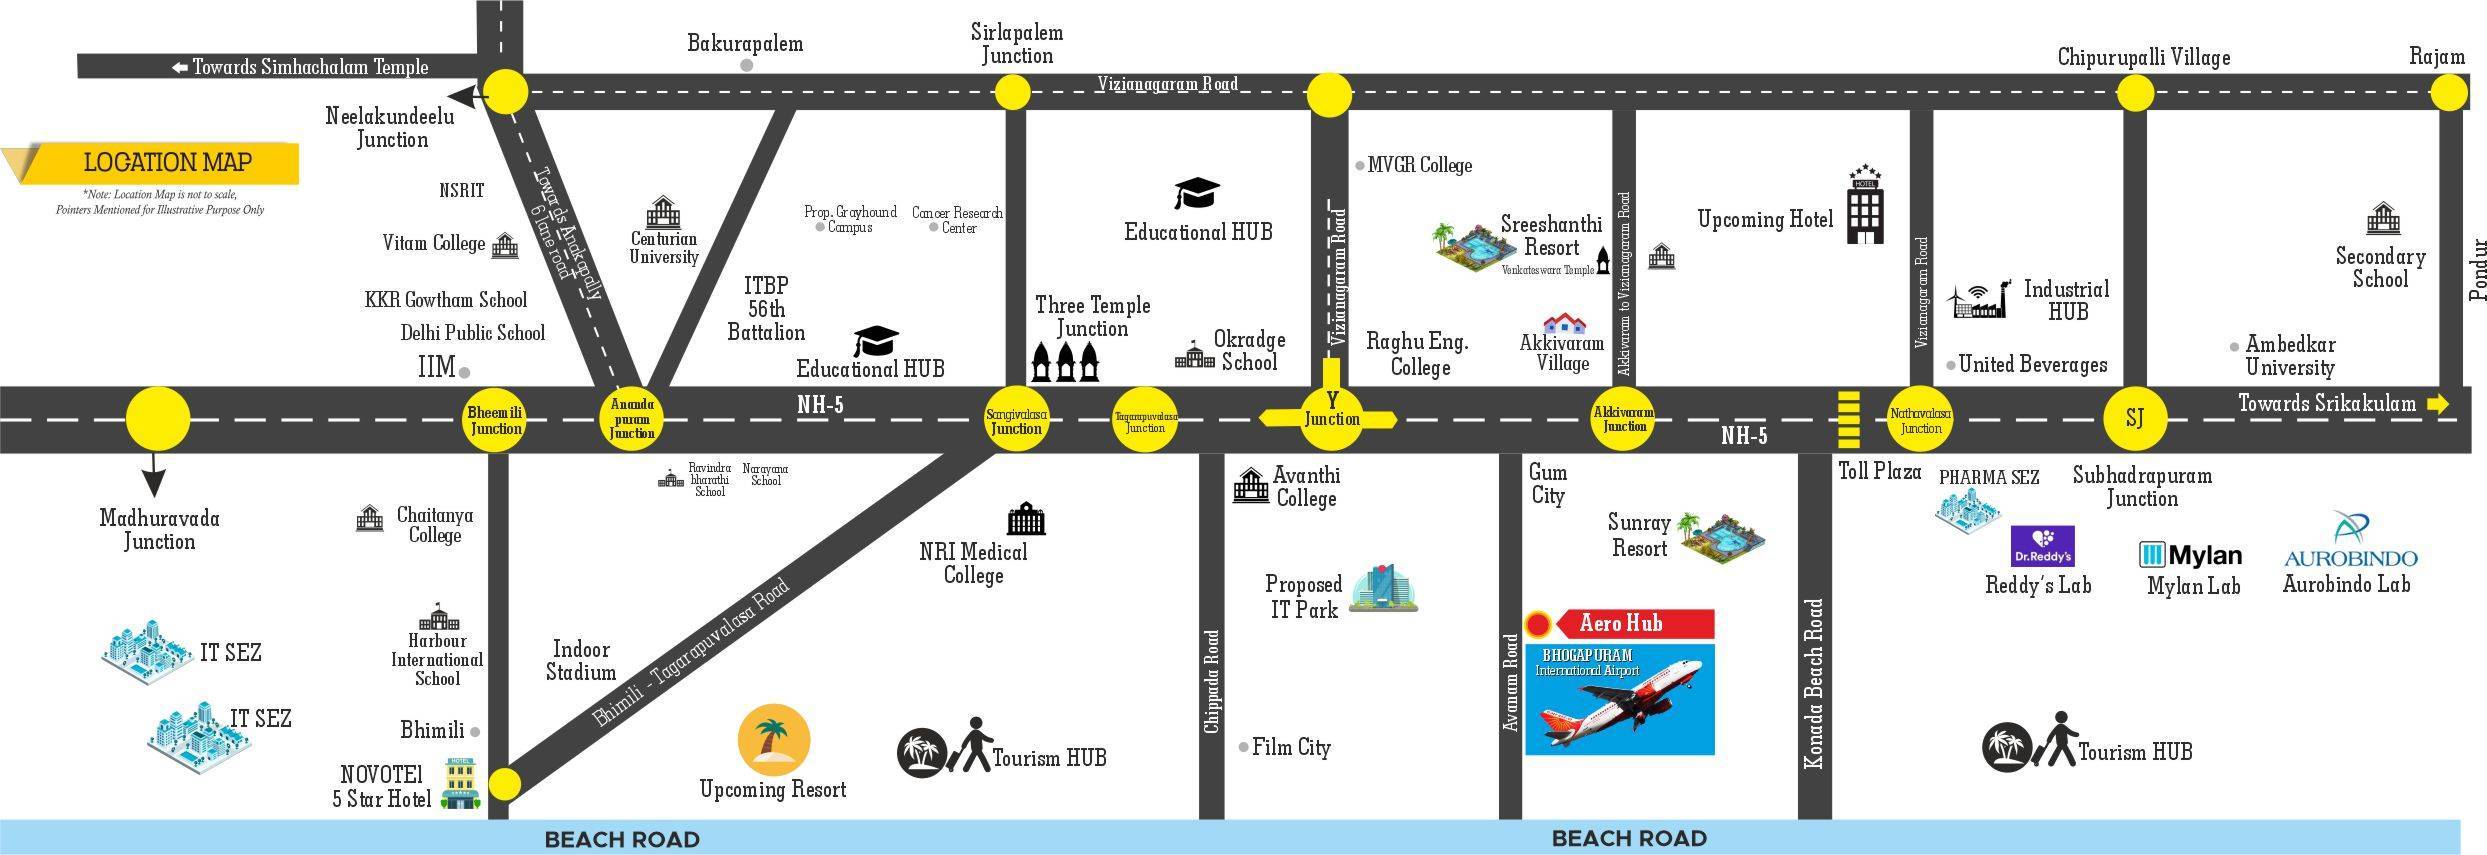 Bakurapalem
Sirlapalem
Junction
Chipurupalli Village
Rajam
Towards Simhachalam Temple
Vizianagaram Road
Neelakundeelu
Junction
LOCATION MAP
*Note: Location Map is not to scale,
Pointers Mentioned for Illustrative Purpose Only
NSRIT
Vitam College
KKR Gowtham School
Delhi Public School
IIM
Towards Anakapally
6 lane road
Centurian
University
ITBP
56th
Battalion
Prop. Grayhound
Campus
Cancer Research
Center
Educational HUB
Three Temple
Junction
Educational HUB
Okradge
School
Vizianagaram Road
MVGR College
Sreeshanthi
Resort
Venkateswara Temple
Raghu Eng.
College
Akkivaram
Village
Akkivaram to Vizianagaram Road
Upcoming Hotel
HOTEL
Vizianagaram Road
Industrial
HUB
United Beverages
Secondary
School
Ambedkar
University
Pondur
Bheemili
Junction
Ananda
puram
Junction
NH-5
Sangivalasa
Junction
Tagarapuvalasa
Junction
Y
Junction
Akkivaram
Junction
NH-5
Nathavalasa
Junction
SJ
Towards Srikakulam
Madhuravada
Junction
Chaitanya
College
Ravindra
bharathi
School
Narayana
School
NRI Medical
College
Avanthi
College
Gum
City
Toll Plaza
PHARMA SEZ
Subhadrapuram
Junction
Sunray
Resort
Dr.Reddy's
Reddy's Lab
Mylan
Mylan Lab
AUROBINDO
Aurobindo Lab
Proposed
IT Park
IT SEZ
IT SEZ
Harbour
International
School
Bhimili
HOTEL
NOVOTEl
5 Star Hotel
Indoor
Stadium
Bhimili - Tagarapuvalasa Road
Upcoming Resort
Tourism HUB
Chippada Road
Film City
Avanam Road
Aero Hub
BHOGAPURAM
International Airport
Konada Beach Road
Tourism HUB
BEACH ROAD
BEACH ROAD